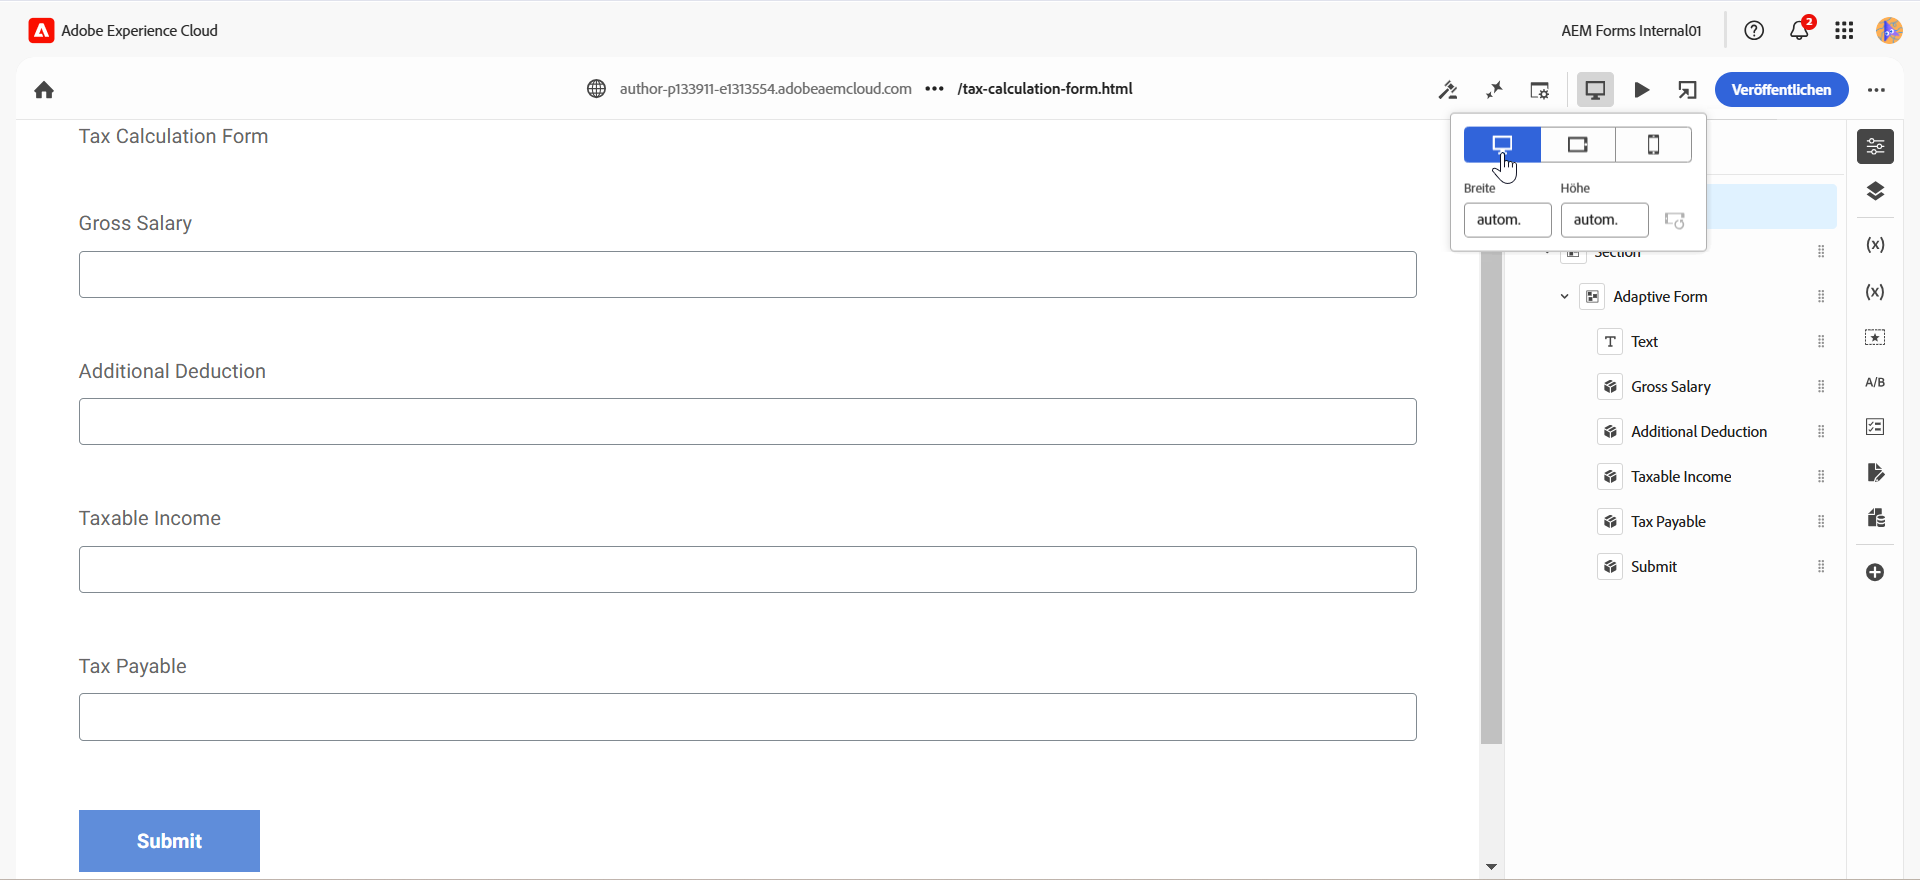 Adobe Experience Cloud
AEM Forms Internal01
2
author-p133911-e1313554.adobeaemcloud.com ••• /tax-calculation-form.html
Veröffentlichen
Breite
Höhe
autom.
autom.
Tax Calculation Form
Gross Salary
Additional Deduction
Taxable Income
Tax Payable
Submit
Section
Adaptive Form
T Text
Gross Salary
Additional Deduction
Taxable Income
Tax Payable
Submit
(x)
(x)
A/B